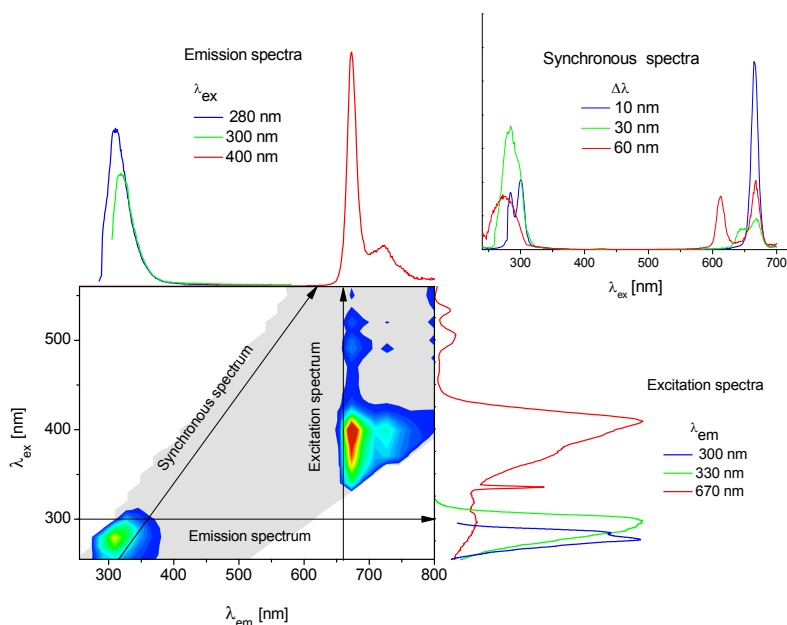 Emission spectra
λex
280 nm
300 nm
400 nm
Synchronous spectra
Δλ
10 nm
30 nm
60 nm
300 400 500 600 700
λex [nm]
500
400
300
λex [nm]
Synchronous spectrum
Excitation spectrum
Emission spectrum
300 400 500 600 700 800
λem [nm]
Excitation spectra
λem
300 nm
330 nm
670 nm